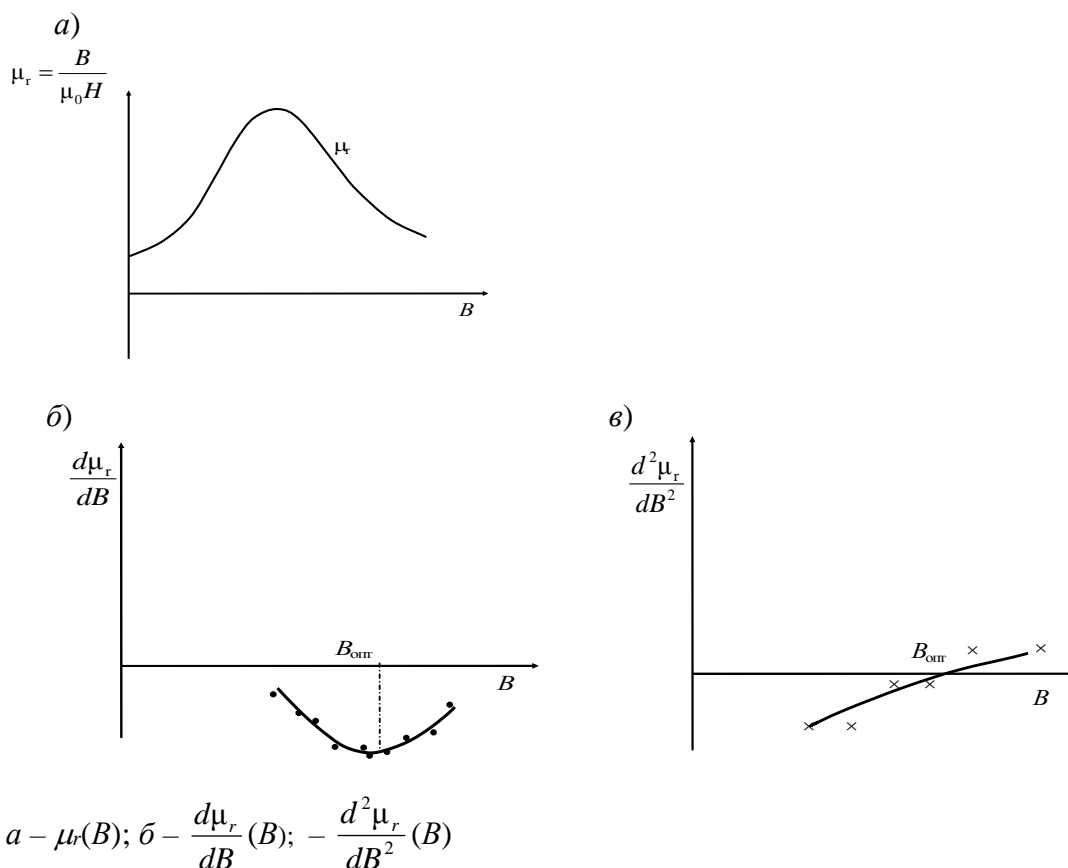 а)
μr = B / μ0H
μr
B
б)
dμr / dB
Bопт
B
в)
d²μr / dB²
Bопт
B
а – μr(B); б – dμr / dB (B); – d²μr / dB² (B)